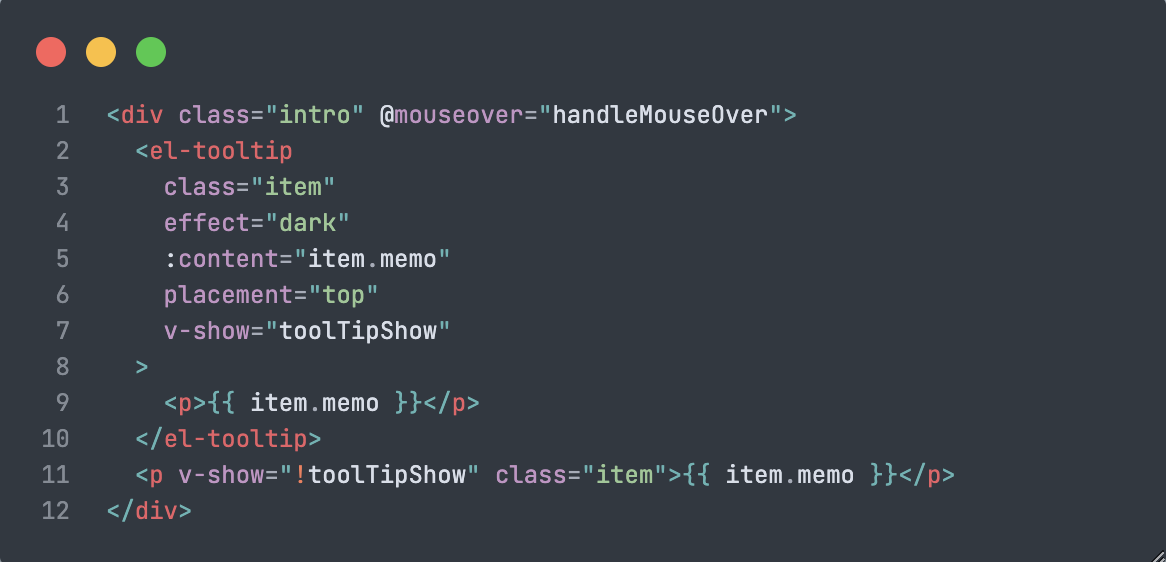 1 <div class="intro" @mouseover="handleMouseOver">
2   <el-tooltip
3     class="item"
4     effect="dark"
5     :content="item.memo"
6     placement="top"
7     v-show="toolTipShow"
8   >
9     <p>{{ item.memo }}</p>
10   </el-tooltip>
11   <p v-show="!toolTipShow" class="item">{{ item.memo }}</p>
12 </div>